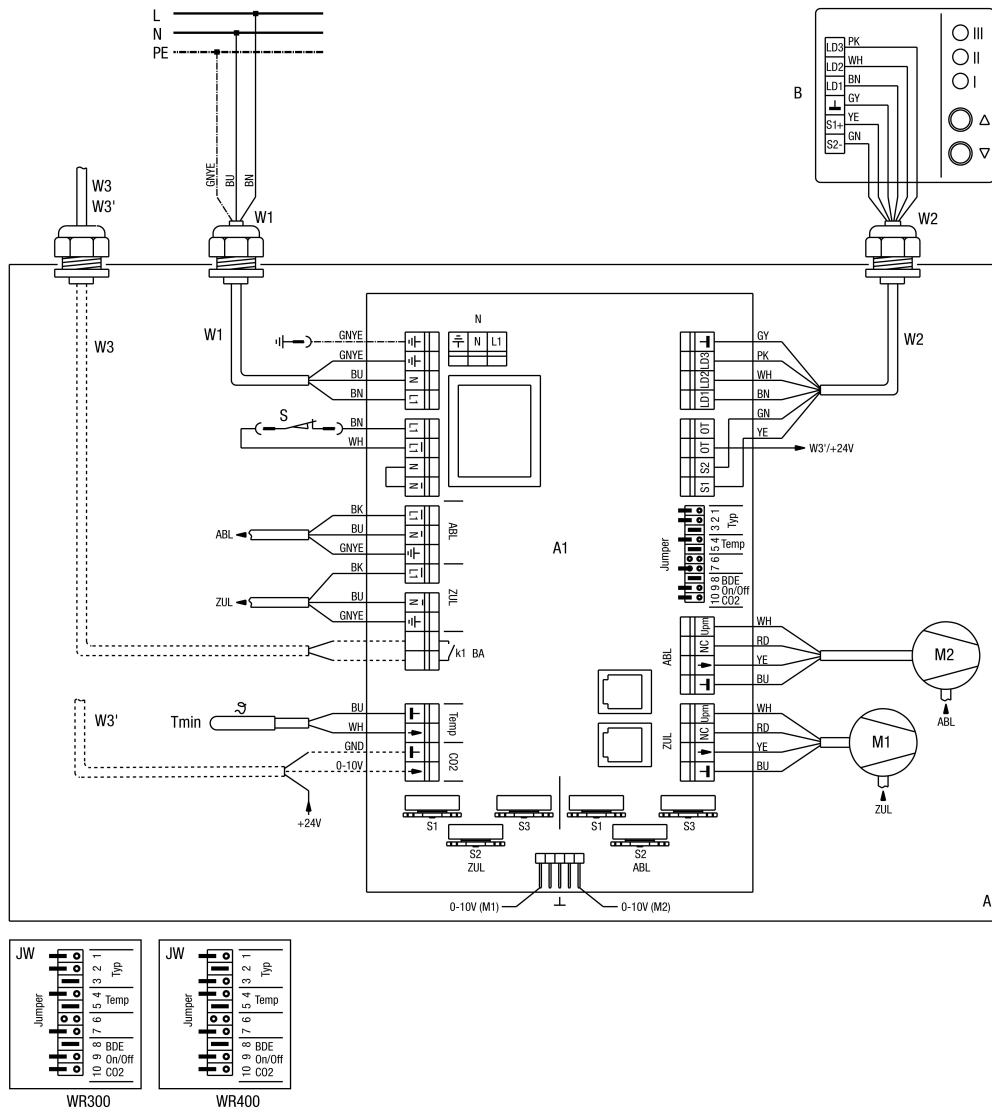 L
N
PE
GNYE
BU
BN
W1
W3
W3'
B
LD3 PK
LD2 WH
LD1 BN
⊥ GY
S1+ YE
S2- GN
III
II
I
△
▽
W2
W3
W1
W2
N
N L1
GNYE
GNYE
N BU
L1 BN
S
BN L1
WH L1
N
N
ABL
BK L1
BU N
GNYE
ABL
ZUL
BK L1
BU N
GNYE
ZUL
k1 BA
W3'
Tmin ϑ
BU
WH
Temp
GND
0-10V
CO2
+24V
A1
⊥ GY
LD3 PK
LD2 WH
LD1 BN
OT GN
OT YE
W3'/+24V
S2
S1
Jumper
1
2
3
Typ
4
5
Temp
6
7
8 BDE
9 On/Off
10 CO2
ABL
Upm WH
NC RD
YE
⊥ BU
M2
ABL
ZUL
Upm WH
NC RD
YE
⊥ BU
M1
ZUL
S1
S3
S1
S3
S2
ZUL
S2
ABL
0-10V (M1)
⊥
0-10V (M2)
A
JW
Jumper
1
2
3
Typ
4
5
Temp
6
7
8 BDE
9 On/Off
10 CO2
WR300
JW
Jumper
1
2
3
Typ
4
5
Temp
6
7
8 BDE
9 On/Off
10 CO2
WR400